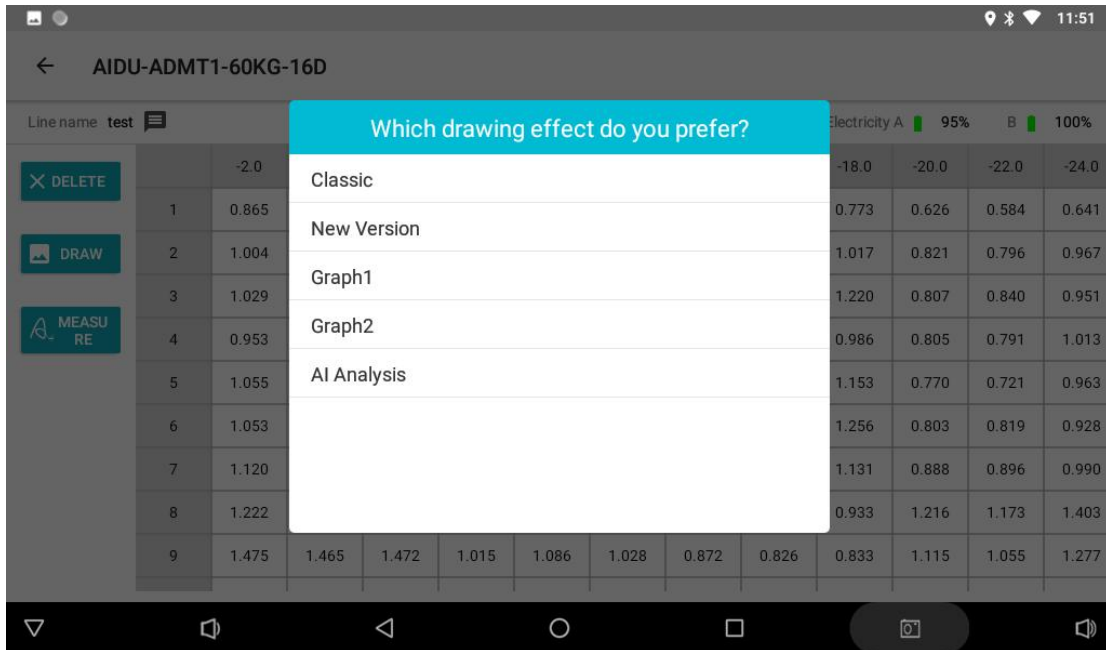 11:51
AIDU-ADMT1-60KG-16D
Line name test
Electricity A 95% B 100%
Which drawing effect do you prefer?
Classic
New Version
Graph1
Graph2
AI Analysis
DELETE
DRAW
MEASU
RE
-2.0 -18.0 -20.0 -22.0 -24.0
1 0.865 0.773 0.626 0.584 0.641
2 1.004 1.017 0.821 0.796 0.967
3 1.029 1.220 0.807 0.840 0.951
4 0.953 0.986 0.805 0.791 1.013
5 1.055 1.153 0.770 0.721 0.963
6 1.053 1.256 0.803 0.819 0.928
7 1.120 1.131 0.888 0.896 0.990
8 1.222 0.933 1.216 1.173 1.403
9 1.475 1.465 1.472 1.015 1.086 1.028 0.872 0.826 0.833 1.115 1.055 1.277